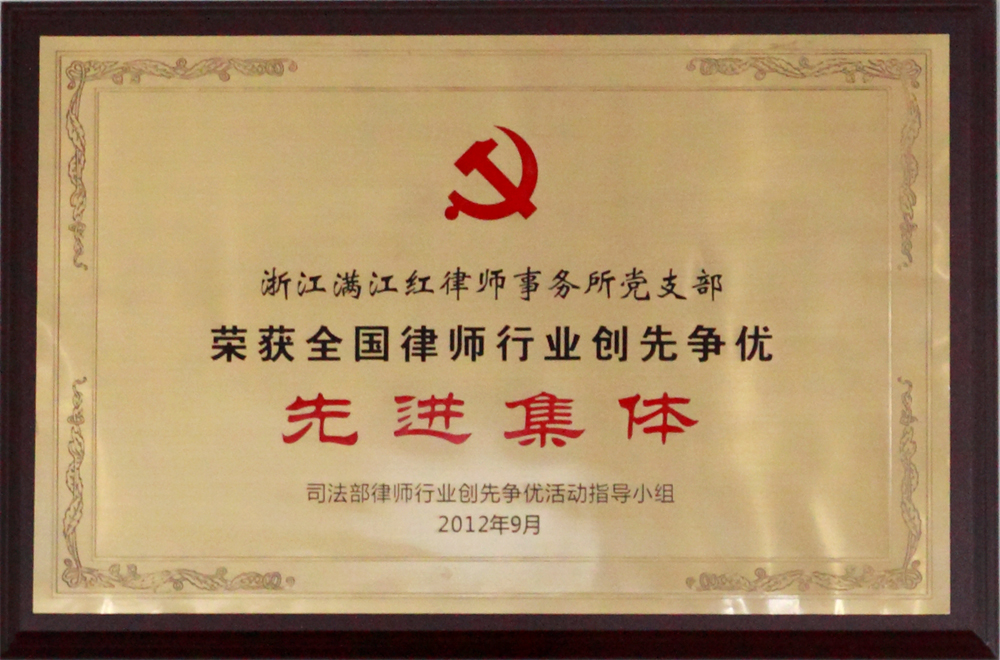 浙江满江红律师事务所党支部
荣获全国律师行业创先争优
先进集体
司法部律师行业创先争优活动指导小组
2012年9月